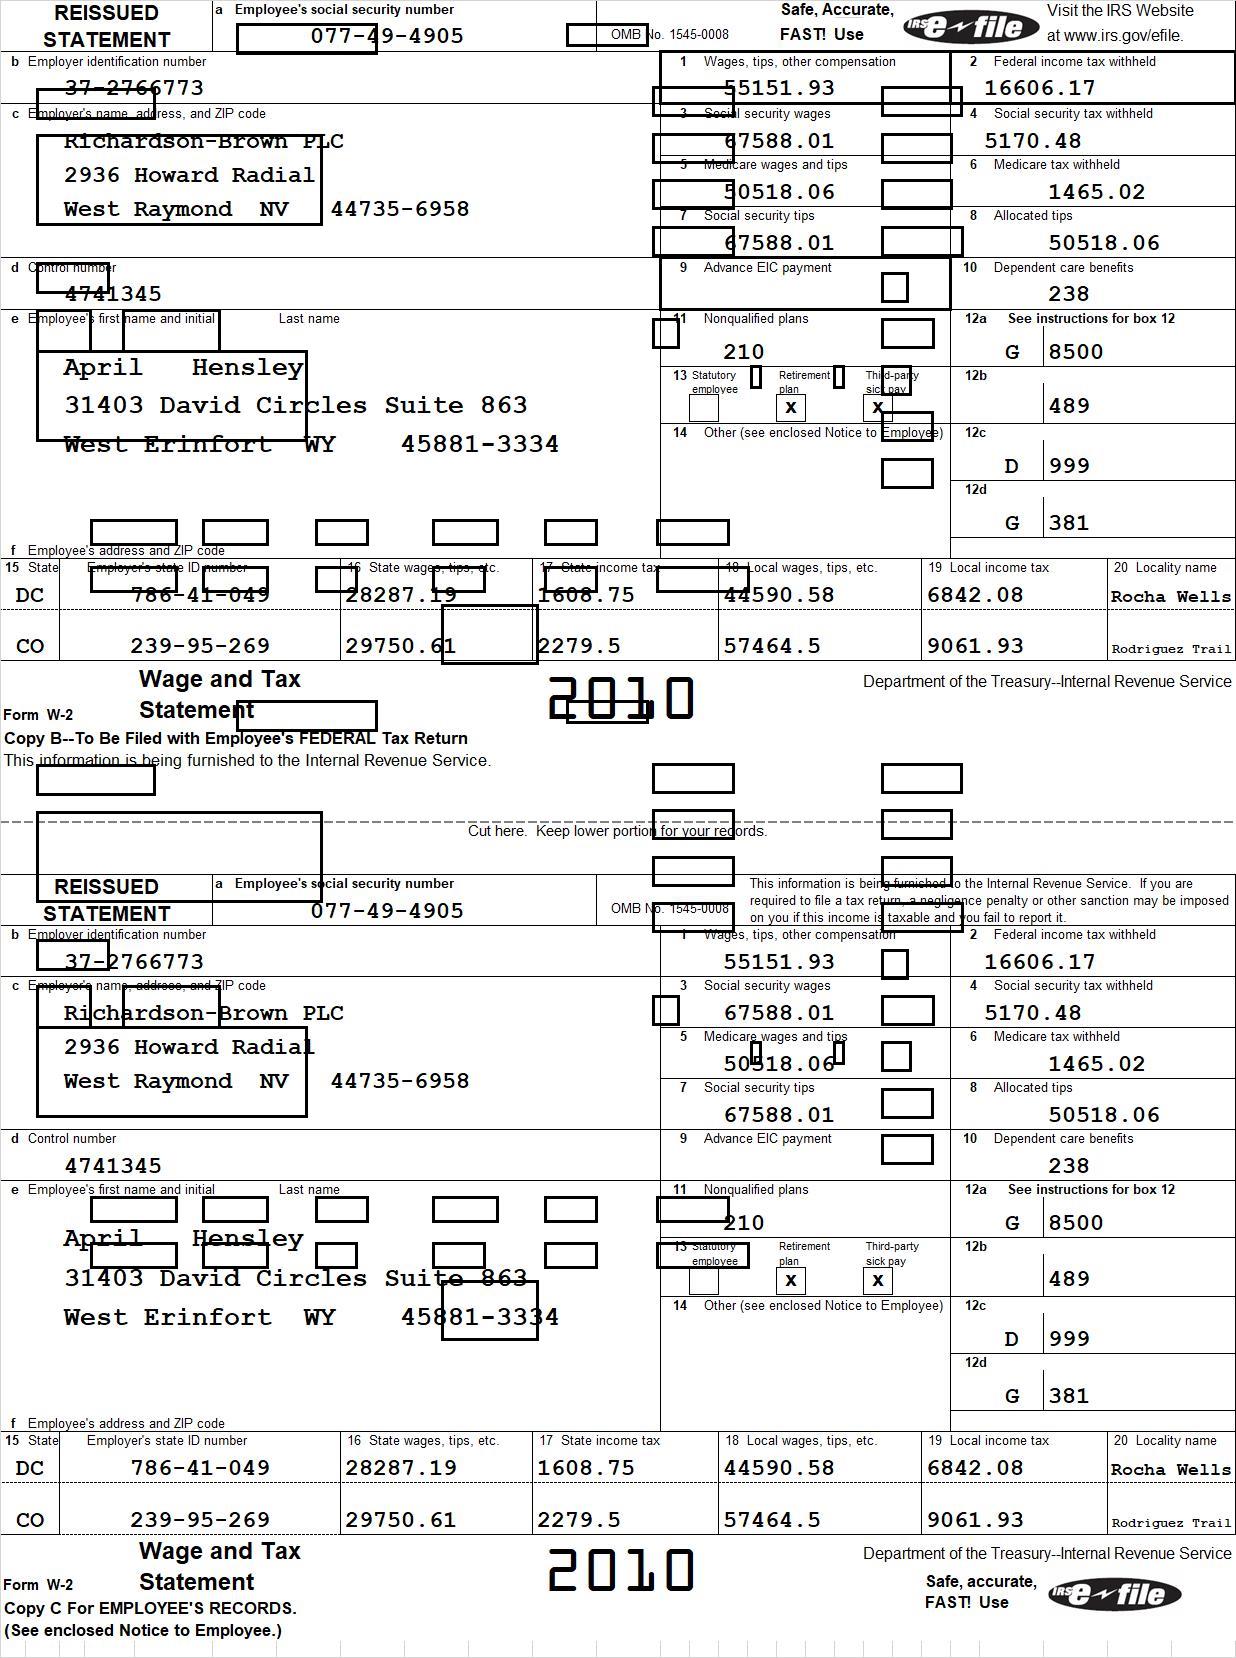 REISSUED STATEMENT
a Employee's social security number
077-49-4905
OMB No. 1545-0008
Safe, Accurate, FAST! Use
IRS e-file
Visit the IRS Website at www.irs.gov/efile.
b Employer identification number
37-2766773
1 Wages, tips, other compensation
55151.93
2 Federal income tax withheld
16606.17
c Employer's name, address, and ZIP code
Richardson-Brown PLC
2936 Howard Radial
West Raymond NV 44735-6958
3 Social security wages
67588.01
4 Social security tax withheld
5170.48
5 Medicare wages and tips
50518.06
6 Medicare tax withheld
1465.02
7 Social security tips
67588.01
8 Allocated tips
50518.06
d Control number
4741345
9 Advance EIC payment
10 Dependent care benefits
238
e Employee's first name and initial Last name
April Hensley
31403 David Circles Suite 863
West Erinfort WY 45881-3334
11 Nonqualified plans
210
12a See instructions for box 12
G 8500
13 Statutory employee Retirement plan Third-party sick pay
X X
12b
489
14 Other (see enclosed Notice to Employee)
12c
D 999
12d
G 381
f Employee's address and ZIP code
15 State Employer's state ID number 16 State wages, tips, etc. 17 State income tax 18 Local wages, tips, etc. 19 Local income tax 20 Locality name
DC 786-41-049 28287.19 1608.75 44590.58 6842.08 Rocha Wells
CO 239-95-269 29750.61 2279.5 57464.5 9061.93 Rodriguez Trail
Form W-2 Wage and Tax Statement
2010
Department of the Treasury--Internal Revenue Service
Copy B--To Be Filed with Employee's FEDERAL Tax Return
This information is being furnished to the Internal Revenue Service.
Cut here. Keep lower portion for your records.
REISSUED STATEMENT
a Employee's social security number
077-49-4905
OMB No. 1545-0008
This information is being furnished to the Internal Revenue Service. If you are
required to file a tax return, a negligence penalty or other sanction may be imposed
on you if this income is taxable and you fail to report it.
b Employer identification number
37-2766773
1 Wages, tips, other compensation
55151.93
2 Federal income tax withheld
16606.17
c Employer's name, address, and ZIP code
Richardson-Brown PLC
2936 Howard Radial
West Raymond NV 44735-6958
3 Social security wages
67588.01
4 Social security tax withheld
5170.48
5 Medicare wages and tips
50518.06
6 Medicare tax withheld
1465.02
7 Social security tips
67588.01
8 Allocated tips
50518.06
d Control number
4741345
9 Advance EIC payment
10 Dependent care benefits
238
e Employee's first name and initial Last name
April Hensley
31403 David Circles Suite 863
West Erinfort WY 45881-3334
11 Nonqualified plans
210
12a See instructions for box 12
G 8500
13 Statutory employee Retirement plan Third-party sick pay
X X
12b
489
14 Other (see enclosed Notice to Employee)
12c
D 999
12d
G 381
f Employee's address and ZIP code
15 State Employer's state ID number 16 State wages, tips, etc. 17 State income tax 18 Local wages, tips, etc. 19 Local income tax 20 Locality name
DC 786-41-049 28287.19 1608.75 44590.58 6842.08 Rocha Wells
CO 239-95-269 29750.61 2279.5 57464.5 9061.93 Rodriguez Trail
Form W-2 Wage and Tax Statement
2010
Department of the Treasury--Internal Revenue Service
Safe, accurate, FAST! Use
IRS e-file
Copy C For EMPLOYEE'S RECORDS.
(See enclosed Notice to Employee.)